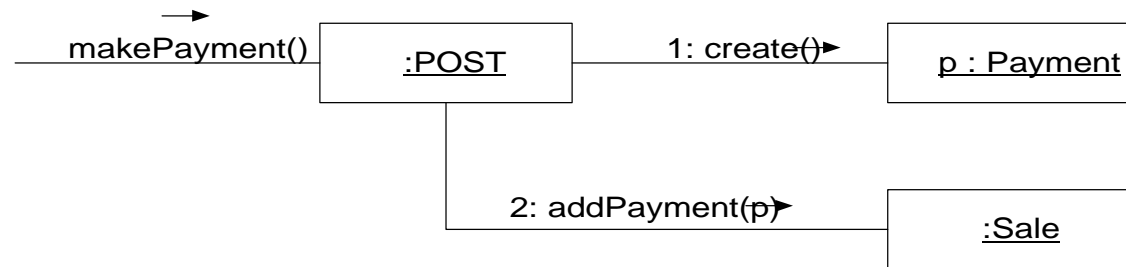 makePayment()
:POST
1: create()
p : Payment
2: addPayment(p)
:Sale